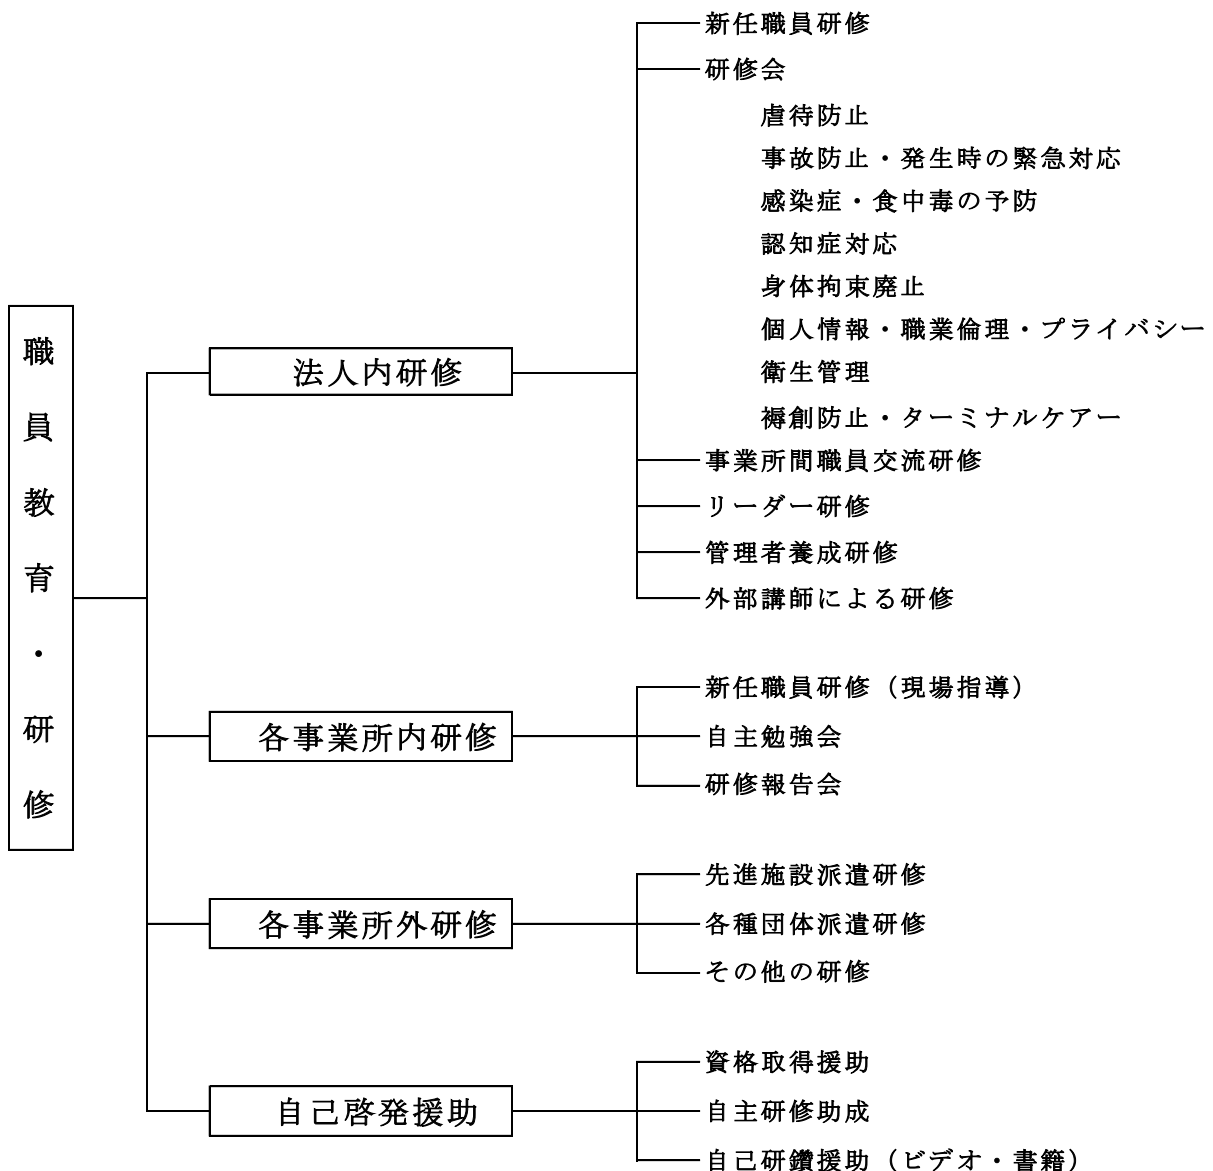 職員教育・研修
法人内研修
新任職員研修
研修会
虐待防止
事故防止・発生時の緊急対応
感染症・食中毒の予防
認知症対応
身体拘束廃止
個人情報・職業倫理・プライバシー
衛生管理
褥創防止・ターミナルケアー
事業所間職員交流研修
リーダー研修
管理者養成研修
外部講師による研修
各事業所内研修
新任職員研修（現場指導）
自主勉強会
研修報告会
各事業所外研修
先進施設派遣研修
各種団体派遣研修
その他の研修
自己啓発援助
資格取得援助
自主研修助成
自己研鑽援助（ビデオ・書籍）